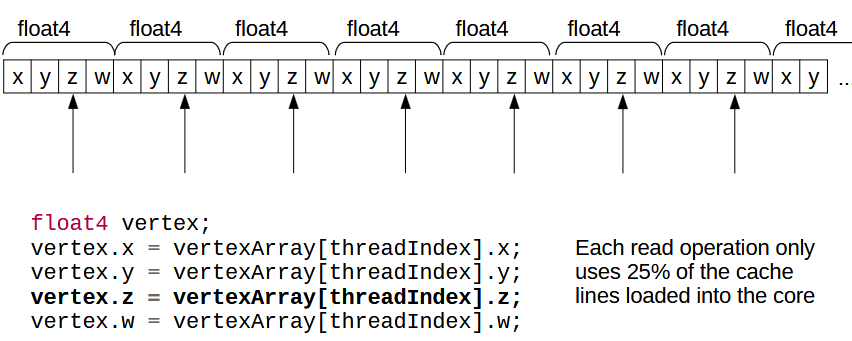 float4 float4 float4 float4 float4 float4 float4 float4
x y z w x y z w x y z w x y z w x y z w x y z w x y z w x y ...
float4 vertex;
vertex.x = vertexArray[threadIndex].x;
vertex.y = vertexArray[threadIndex].y;
vertex.z = vertexArray[threadIndex].z;
vertex.w = vertexArray[threadIndex].w;
Each read operation only
uses 25% of the cache
lines loaded into the core